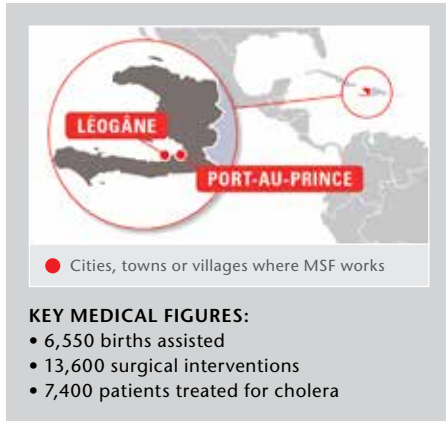 LÉOGÂNE
PORT-AU-PRINCE
Cities, towns or villages where MSF works
KEY MEDICAL FIGURES:
• 6,550 births assisted
• 13,600 surgical interventions
• 7,400 patients treated for cholera